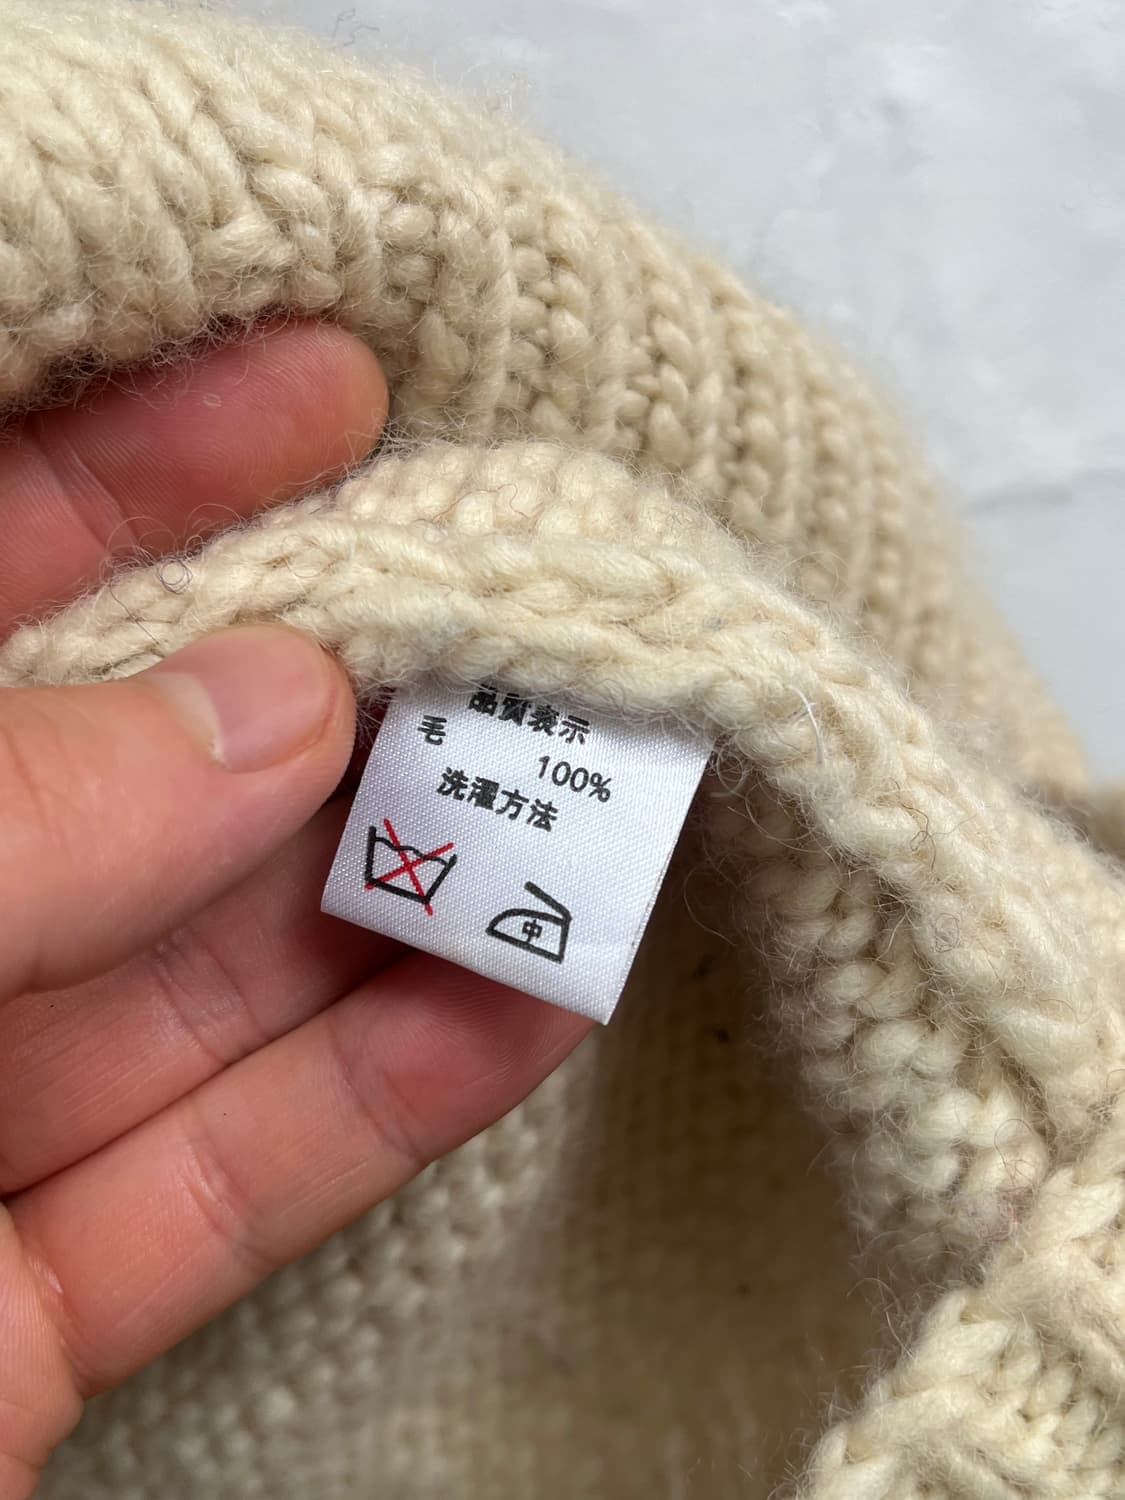 品質表示
毛
100%
洗濯方法
中